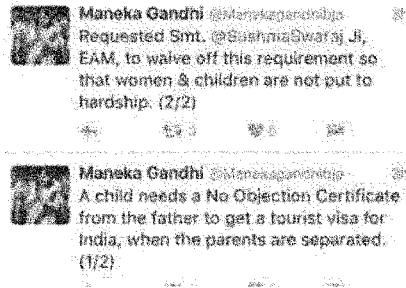 Maneka Gandhi @Manekagandhibjp
Requested Smt. @SushmaSwaraj Ji,
EAM, to waive off this requirement so
that women & children are not put to
hardship. (2/2)
Maneka Gandhi @Manekagandhibjp
A child needs a No Objection Certificate
from the father to get a tourist visa for
India, when the parents are separated.
(1/2)